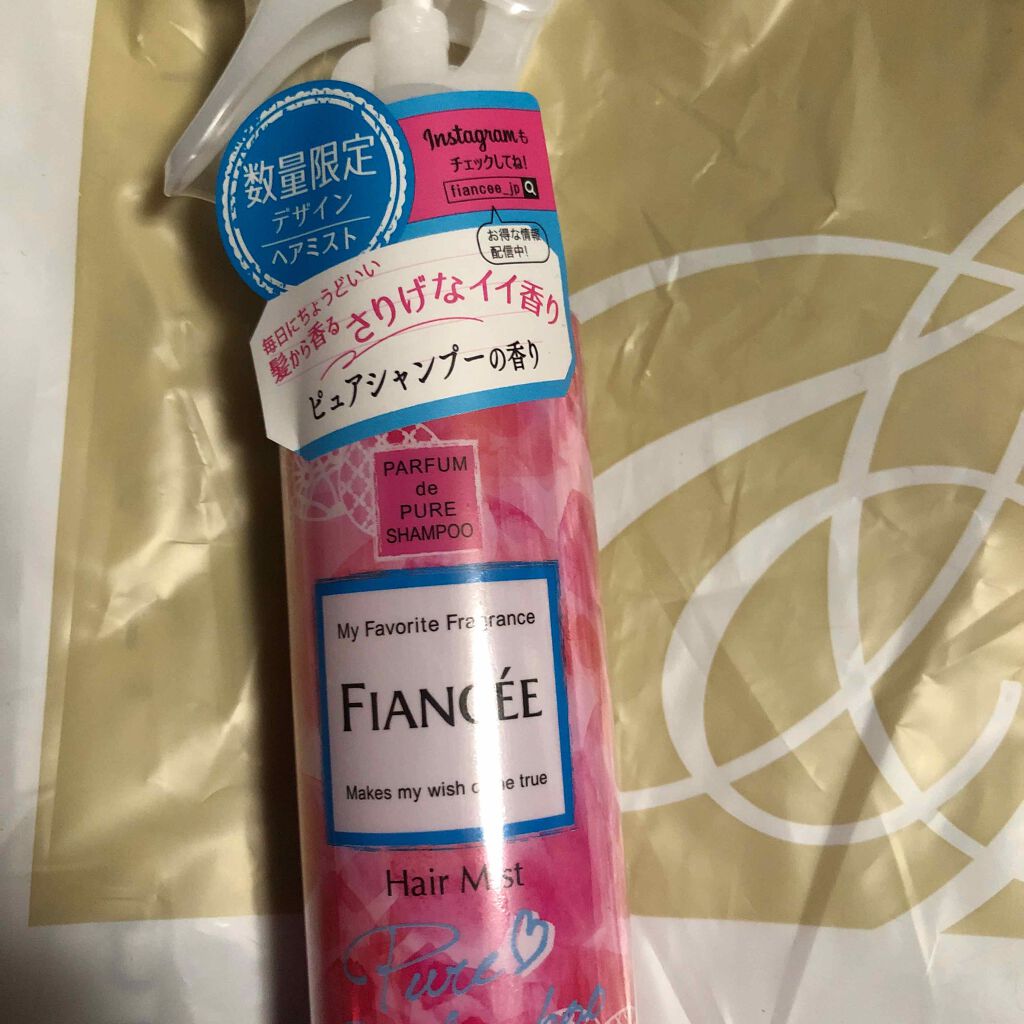 数量限定
デザイン
ヘアミスト
Instagramも
チェックしてね!
fiancee_jp
お得な情報
配信中!
毎日にちょうどいい
髪から香る さりげなイイ香り
ピュアシャンプーの香り
PARFUM
de
PURE
SHAMPOO
My Favorite Fragrance
FIANCÉE
Makes my wish come true
Hair Mist
Pure